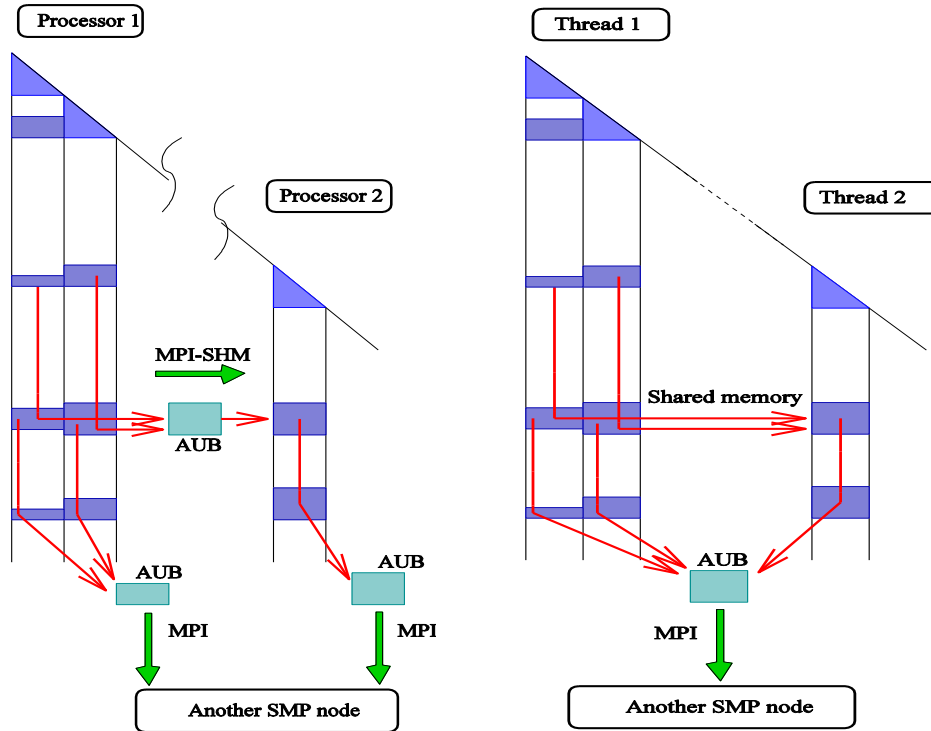 Processor 1
Processor 2
MPI-SHM
AUB
AUB
AUB
MPI
MPI
Another SMP node
Thread 1
Thread 2
Shared memory
AUB
MPI
Another SMP node